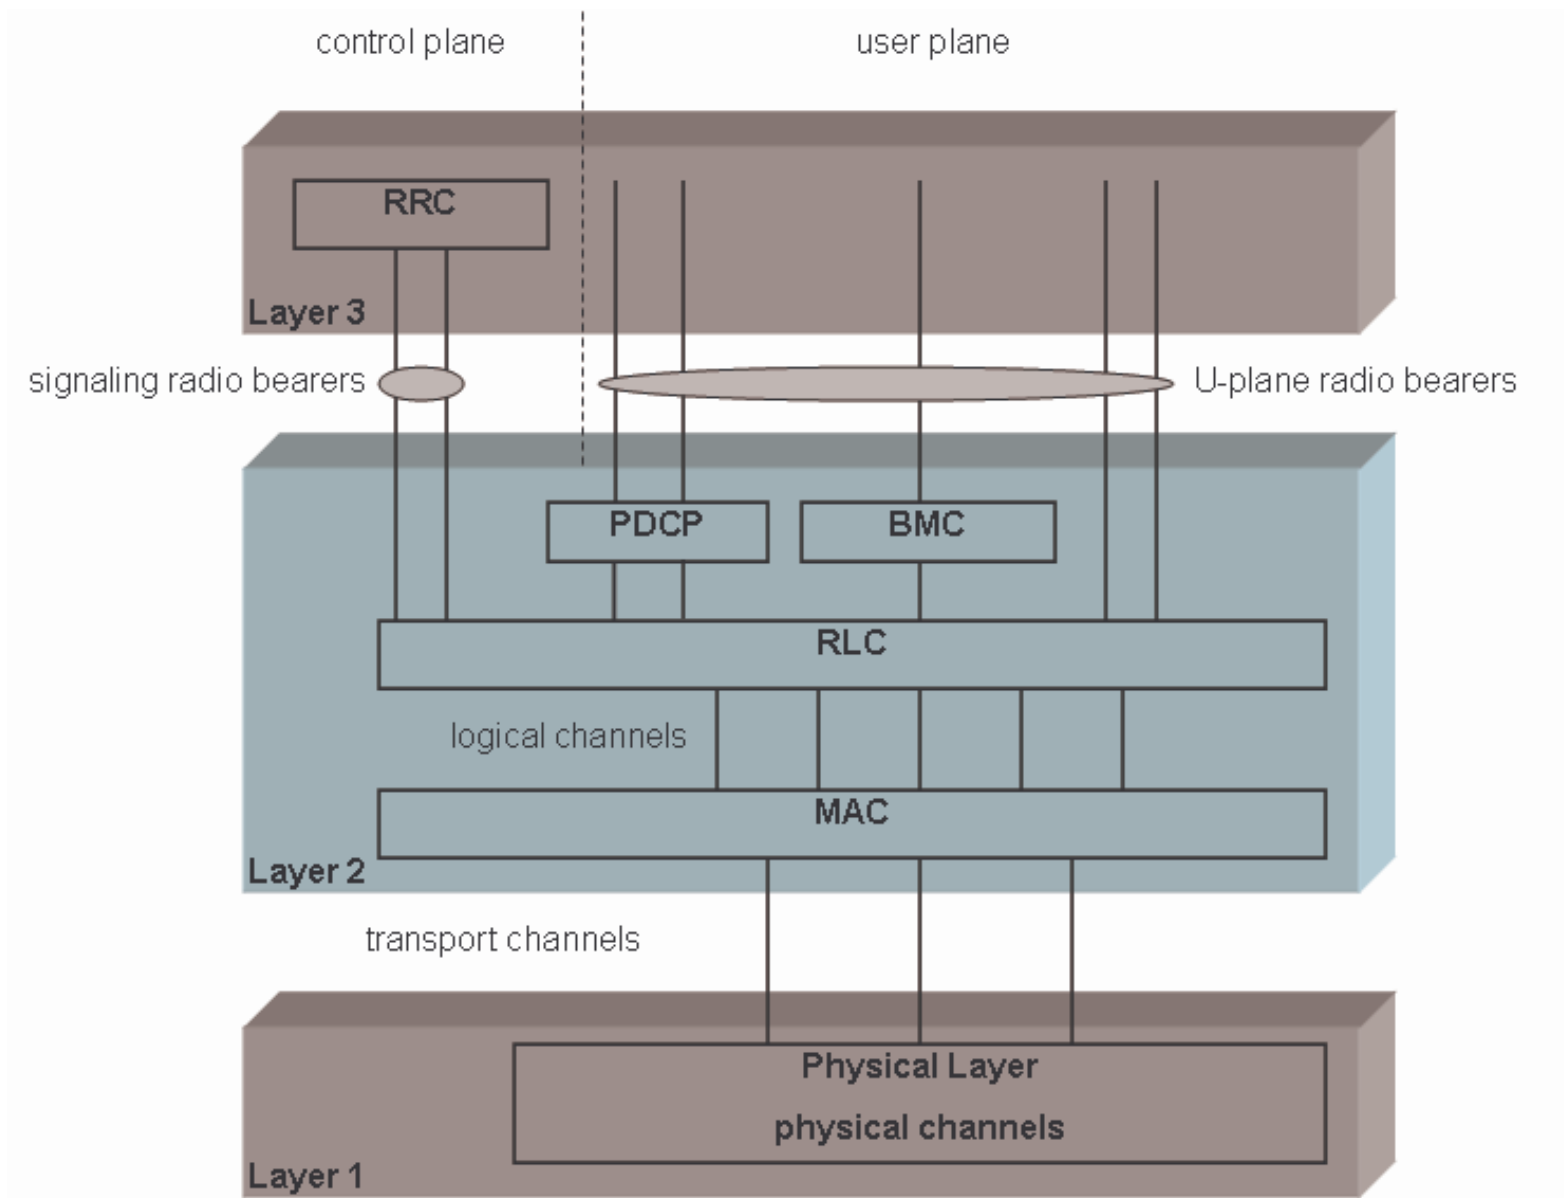 control plane
user plane
RRC
Layer 3
signaling radio bearers
U-plane radio bearers
PDCP
BMC
RLC
logical channels
MAC
Layer 2
transport channels
Physical Layer
physical channels
Layer 1